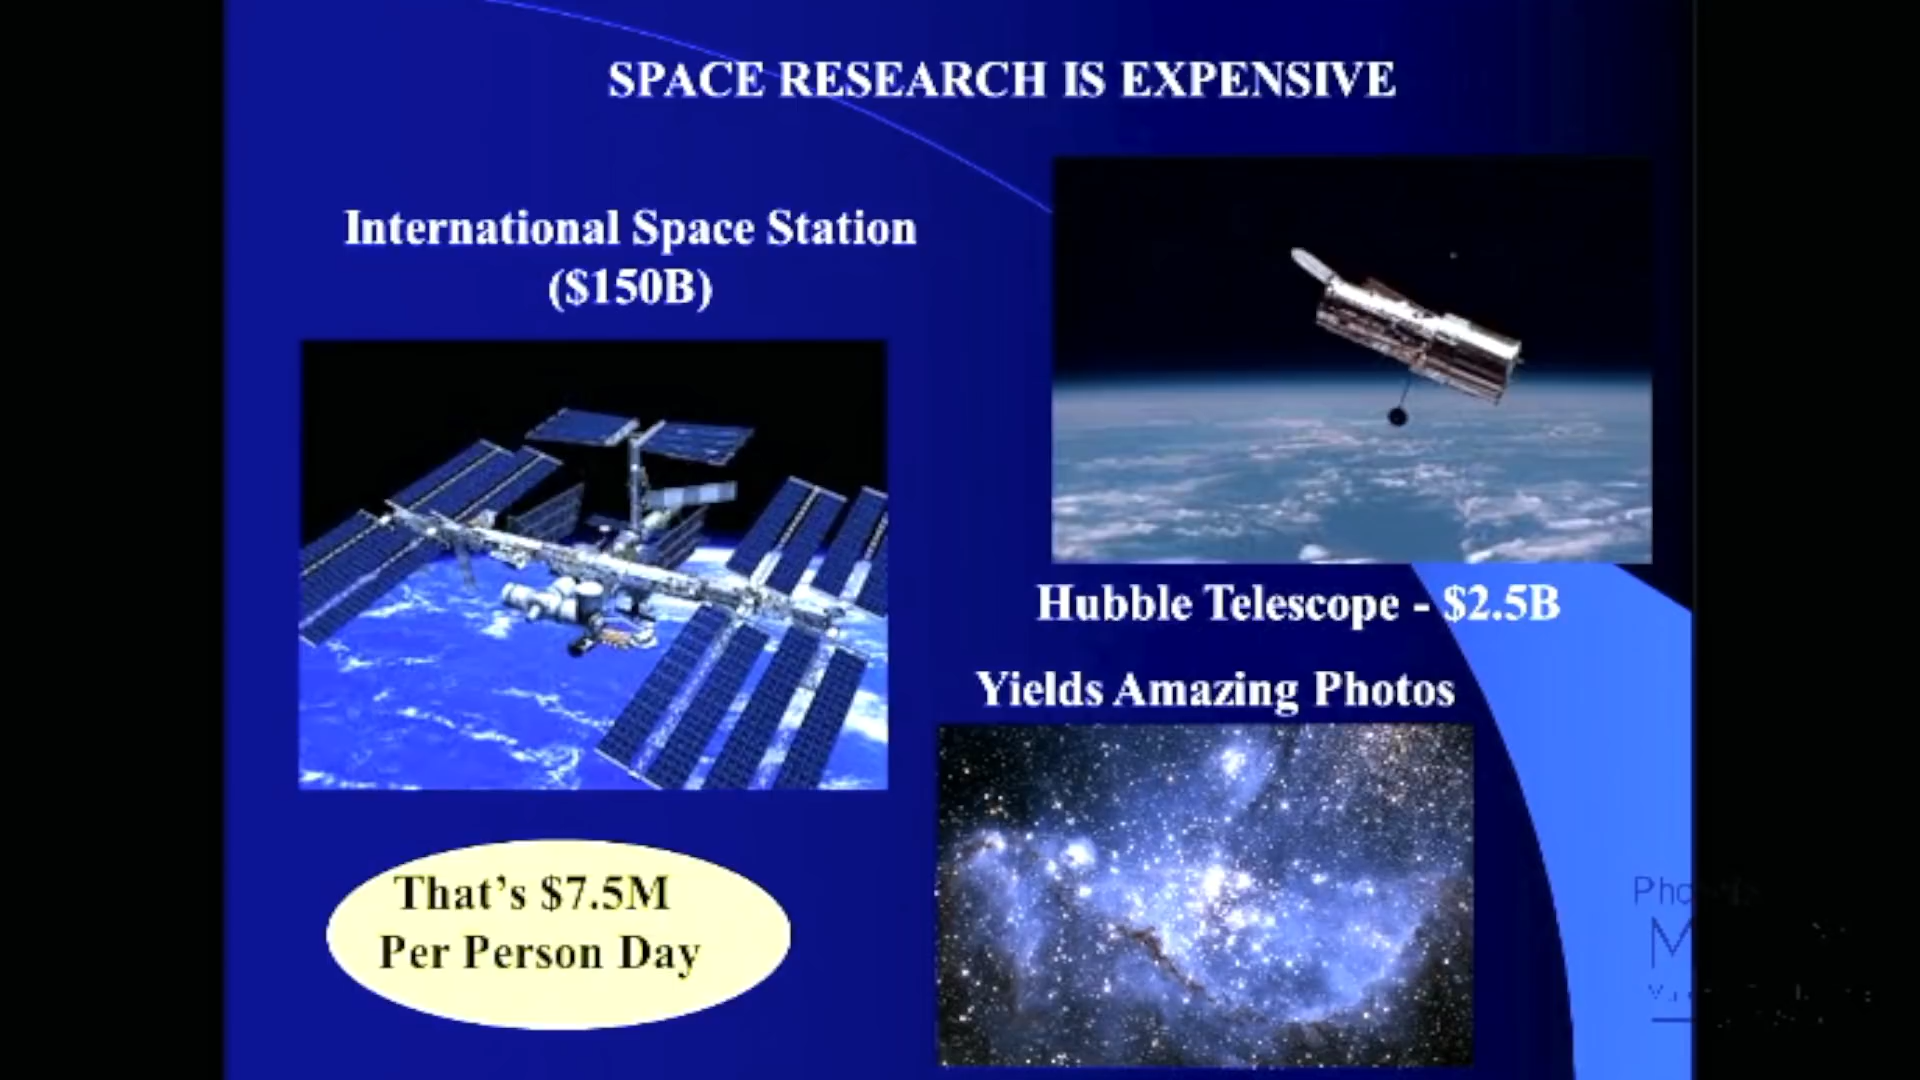 SPACE RESEARCH IS EXPENSIVE
International Space Station
($150B)
Hubble Telescope - $2.5B
Yields Amazing Photos
That's $7.5M
Per Person Day